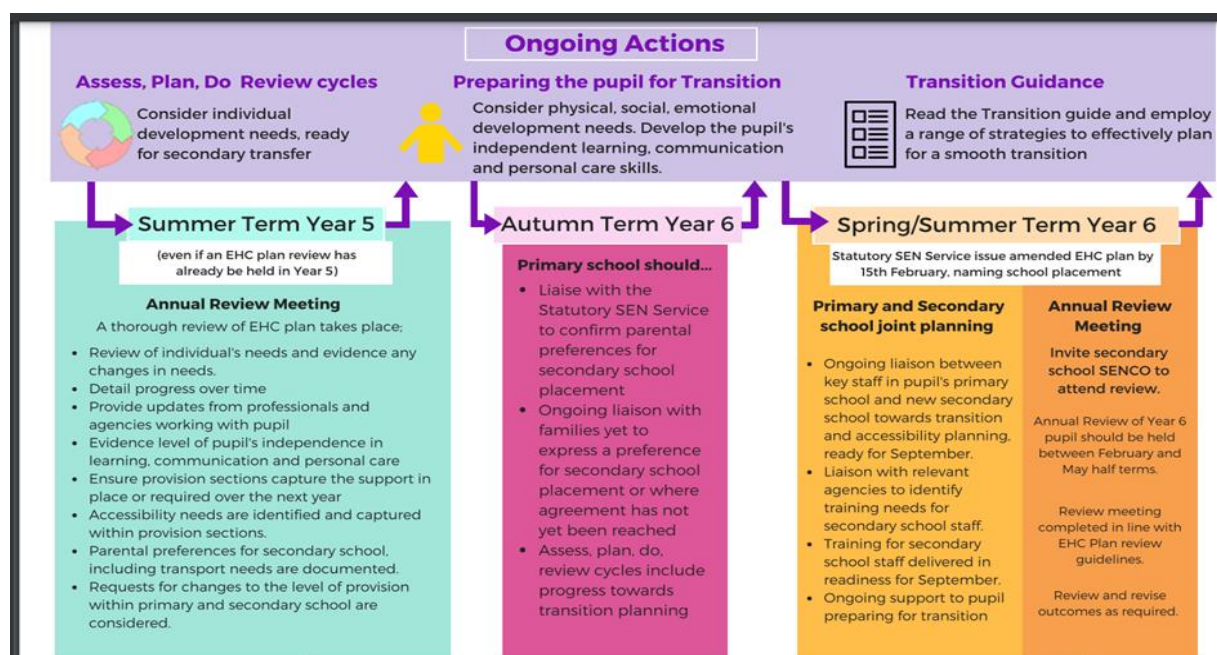 Ongoing Actions
Assess, Plan, Do Review cycles
Consider individual
development needs, ready
for secondary transfer
Preparing the pupil for Transition
Consider physical, social, emotional
development needs. Develop the pupil's
independent learning, communication
and personal care skills.
Transition Guidance
Read the Transition guide and employ
a range of strategies to effectively plan
for a smooth transition
Summer Term Year 5
(even if an EHC plan review has
already be held in Year 5)
Annual Review Meeting
A thorough review of EHC plan takes place;
• Review of individual's needs and evidence any
changes in needs.
• Detail progress over time
• Provide updates from professionals and
agencies working with pupil
• Evidence level of pupil's independence in
learning, communication and personal care
• Ensure provision sections capture the support in
place or required over the next year
• Accessibility needs are identified and captured
within provision sections.
• Parental preferences for secondary school,
including transport needs are documented.
• Requests for changes to the level of provision
within primary and secondary school are
considered.
Autumn Term Year 6
Primary school should...
• Liaise with the
Statutory SEN Service
to confirm parental
preferences for
secondary school
placement
• Ongoing liaison with
families yet to
express a preference
for secondary school
placement or where
agreement has not
yet been reached
• Assess, plan, do,
review cycles include
progress towards
transition planning
Spring/Summer Term Year 6
Statutory SEN Service issue amended EHC plan by
15th February, naming school placement
Primary and Secondary
school joint planning
• Ongoing liaison between
key staff in pupil's primary
school and new secondary
school towards transition
and accessibility planning,
ready for September.
• Liaison with relevant
agencies to identify
training needs for
secondary school staff.
• Training for secondary
school staff delivered in
readiness for September.
• Ongoing support to pupil
preparing for transition
Annual Review
Meeting
Invite secondary
school SENCO to
attend review.
Annual Review of Year 6
pupil should be held
between February and
May half terms.
Review meeting
completed in line with
EHC Plan review
guidelines.
Review and revise
outcomes as required.